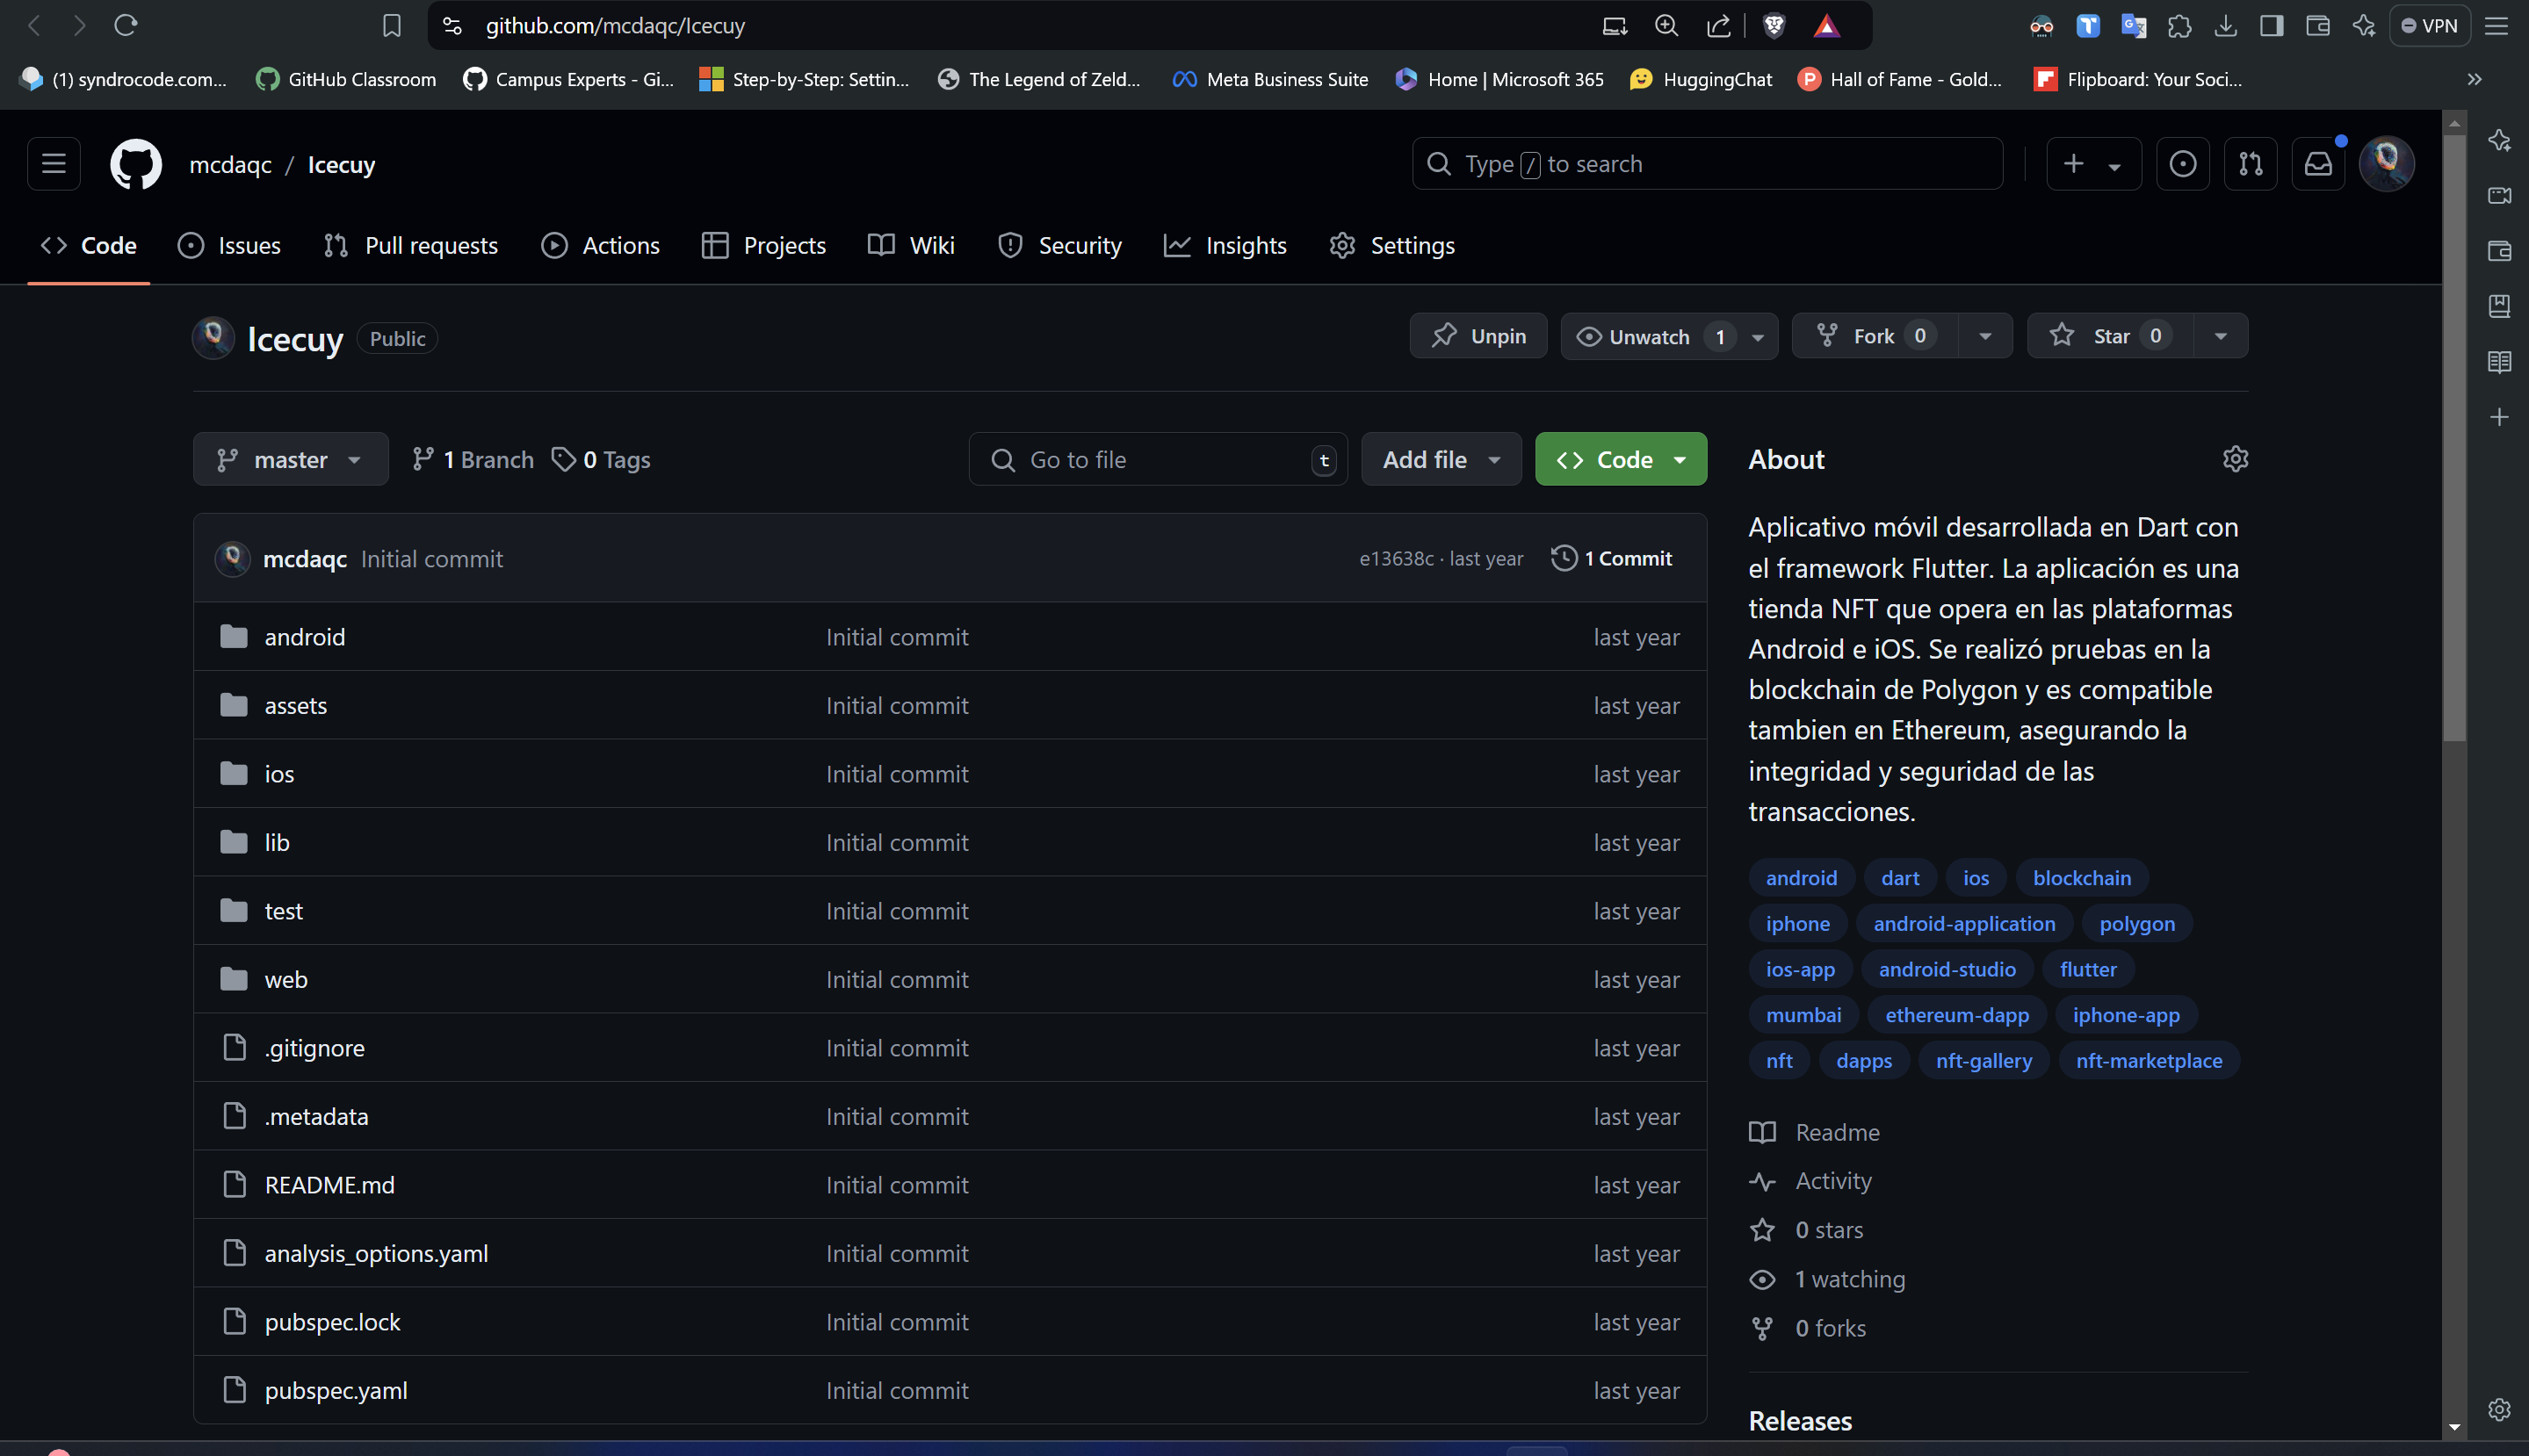 github.com/mcdaqc/Icecuy
VPN
(1) syndrocode.com...
GitHub Classroom
Campus Experts - Gi...
Step-by-Step: Settin...
The Legend of Zeld...
Meta Business Suite
Home | Microsoft 365
HuggingChat
Hall of Fame - Gold...
Flipboard: Your Soci...
mcdaqc / Icecuy
Type / to search
Code
Issues
Pull requests
Actions
Projects
Wiki
Security
Insights
Settings
Icecuy
Public
Unpin
Unwatch 1
Fork 0
Star 0
master
1 Branch
0 Tags
Go to file
t
Add file
Code
mcdaqc Initial commit
e13638c · last year
1 Commit
android Initial commit last year
assets Initial commit last year
ios Initial commit last year
lib Initial commit last year
test Initial commit last year
web Initial commit last year
.gitignore Initial commit last year
.metadata Initial commit last year
README.md Initial commit last year
analysis_options.yaml Initial commit last year
pubspec.lock Initial commit last year
pubspec.yaml Initial commit last year
About
Aplicativo móvil desarrollada en Dart con
el framework Flutter. La aplicación es una
tienda NFT que opera en las plataformas
Android e iOS. Se realizó pruebas en la
blockchain de Polygon y es compatible
tambien en Ethereum, asegurando la
integridad y seguridad de las
transacciones.
android dart ios blockchain
iphone android-application polygon
ios-app android-studio flutter
mumbai ethereum-dapp iphone-app
nft dapps nft-gallery nft-marketplace
Readme
Activity
0 stars
1 watching
0 forks
Releases